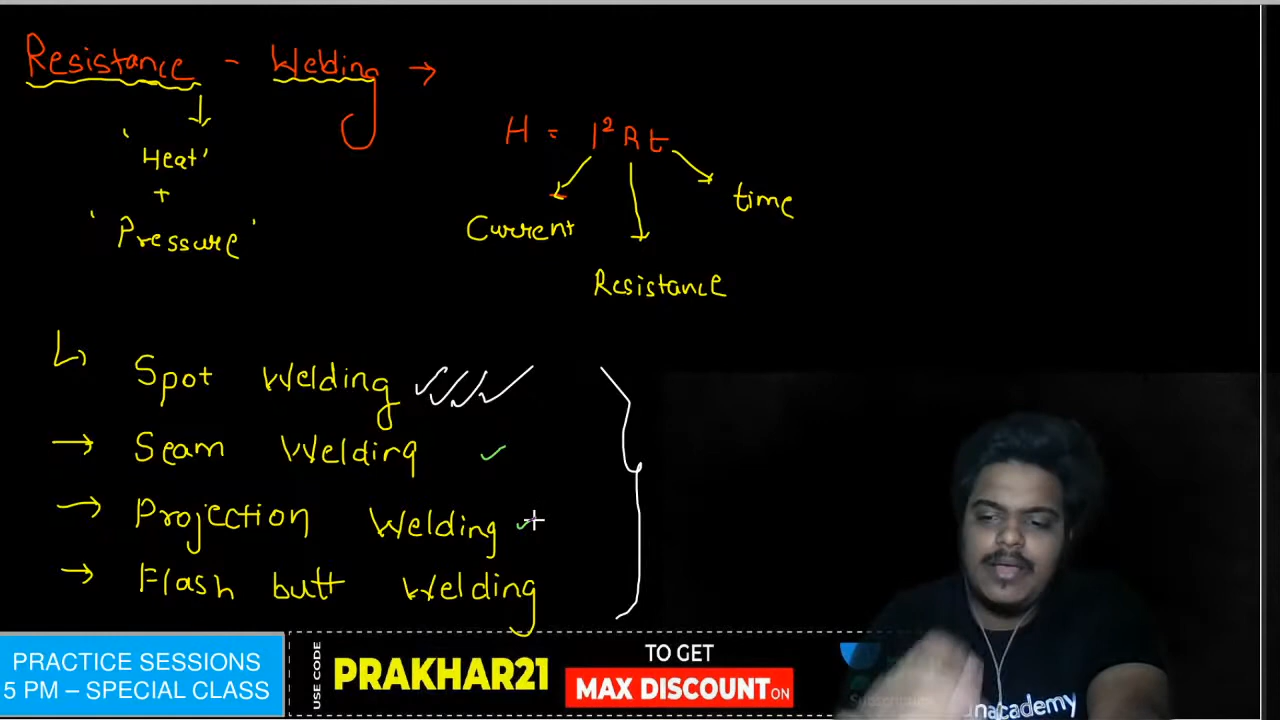 Resistance - Welding →
↓
'Heat'
+
'Pressure'
H = I²Rt
Current
Resistance
time
↳ Spot Welding ✓✓✓✓
→ Seam Welding ✓
→ Projection Welding ✓
→ Flash butt Welding
PRACTICE SESSIONS
5 PM – SPECIAL CLASS
USE CODE
PRAKHAR21
TO GET
MAX DISCOUNT ON
unacademy